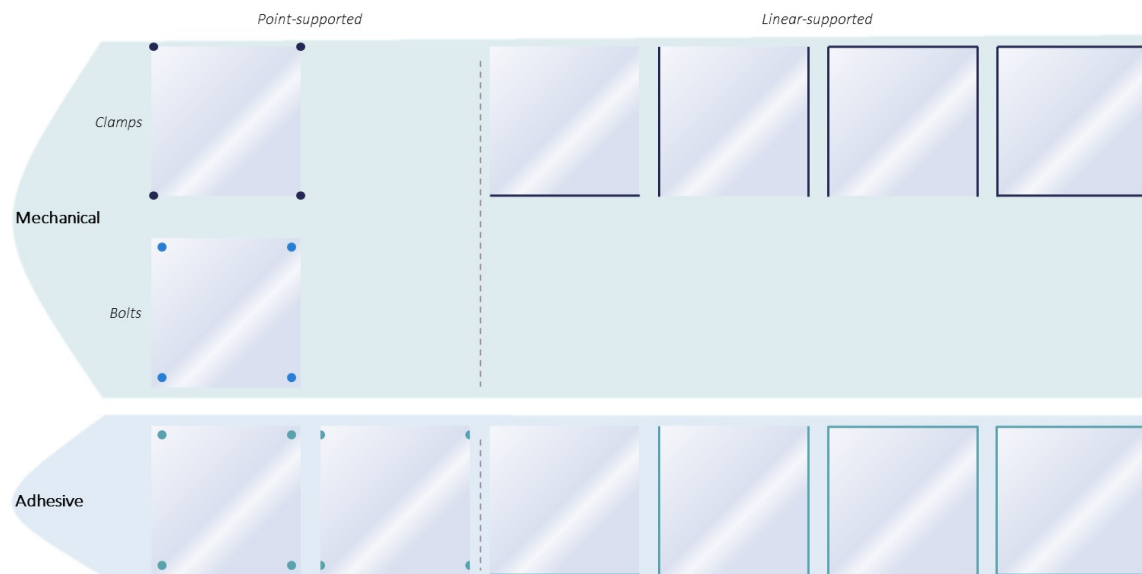 Point-supported
Linear-supported
Clamps
Mechanical
Bolts
Adhesive